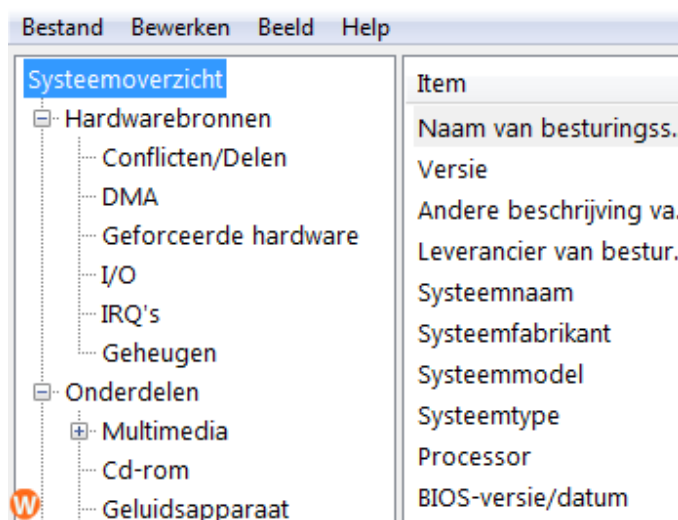 Bestand Bewerken Beeld Help
Systeemoverzicht
Hardwarebronnen
Conflicten/Delen
DMA
Geforceerde hardware
I/O
IRQ's
Geheugen
Onderdelen
Multimedia
Cd-rom
Geluidsapparaat
Item
Naam van besturingss.
Versie
Andere beschrijving va.
Leverancier van bestur.
Systeemnaam
Systeemfabrikant
Systeemmodel
Systeemtype
Processor
BIOS-versie/datum
W